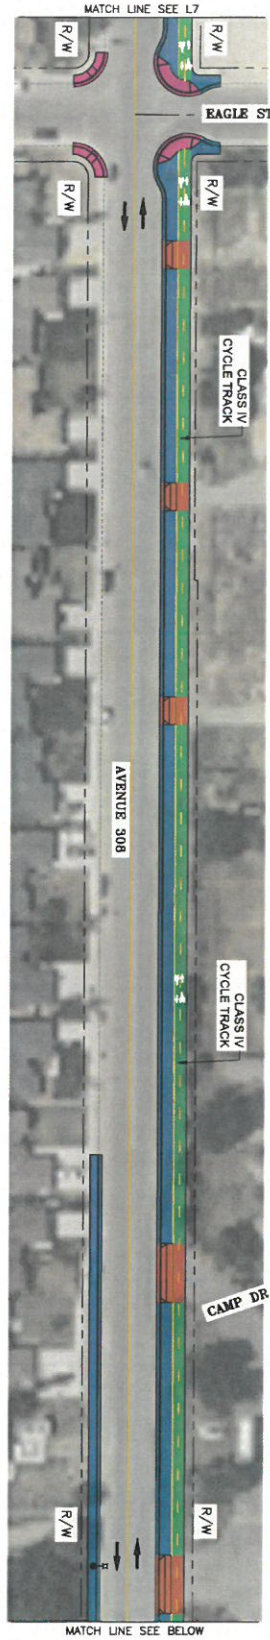 MATCH LINE SEE L7
R/W
R/W
EAGLE ST
R/W
R/W
CLASS IV
CYCLE TRACK
AVENUE 308
CLASS IV
CYCLE TRACK
CAMP DR
R/W
R/W
MATCH LINE SEE BELOW